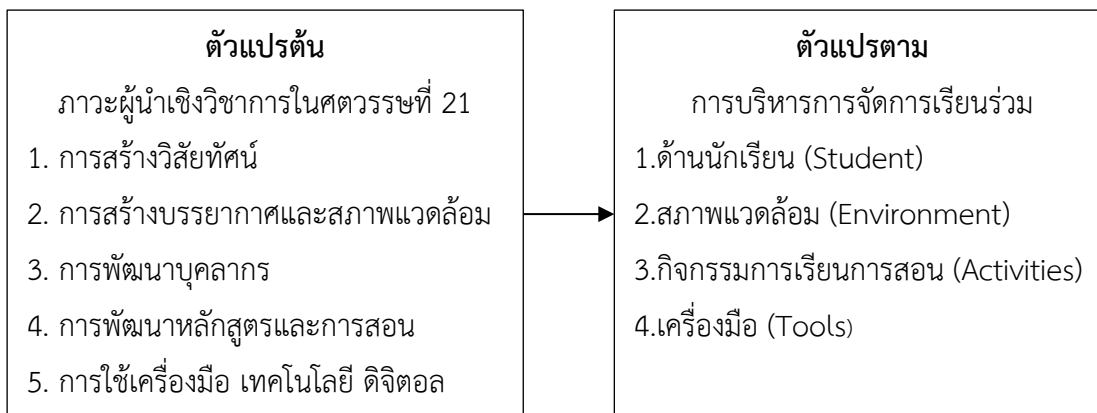 ตัวแปรต้น
ภาวะผู้นำเชิงวิชาการในศตวรรษที่ 21
1. การสร้างวิสัยทัศน์
2. การสร้างบรรยากาศและสภาพแวดล้อม
3. การพัฒนาบุคลากร
4. การพัฒนาหลักสูตรและการสอน
5. การใช้เครื่องมือ เทคโนโลยี ดิจิตอล
ตัวแปรตาม
การบริหารการจัดการเรียนร่วม
1.ด้านนักเรียน (Student)
2.สภาพแวดล้อม (Environment)
3.กิจกรรมการเรียนการสอน (Activities)
4.เครื่องมือ (Tools)